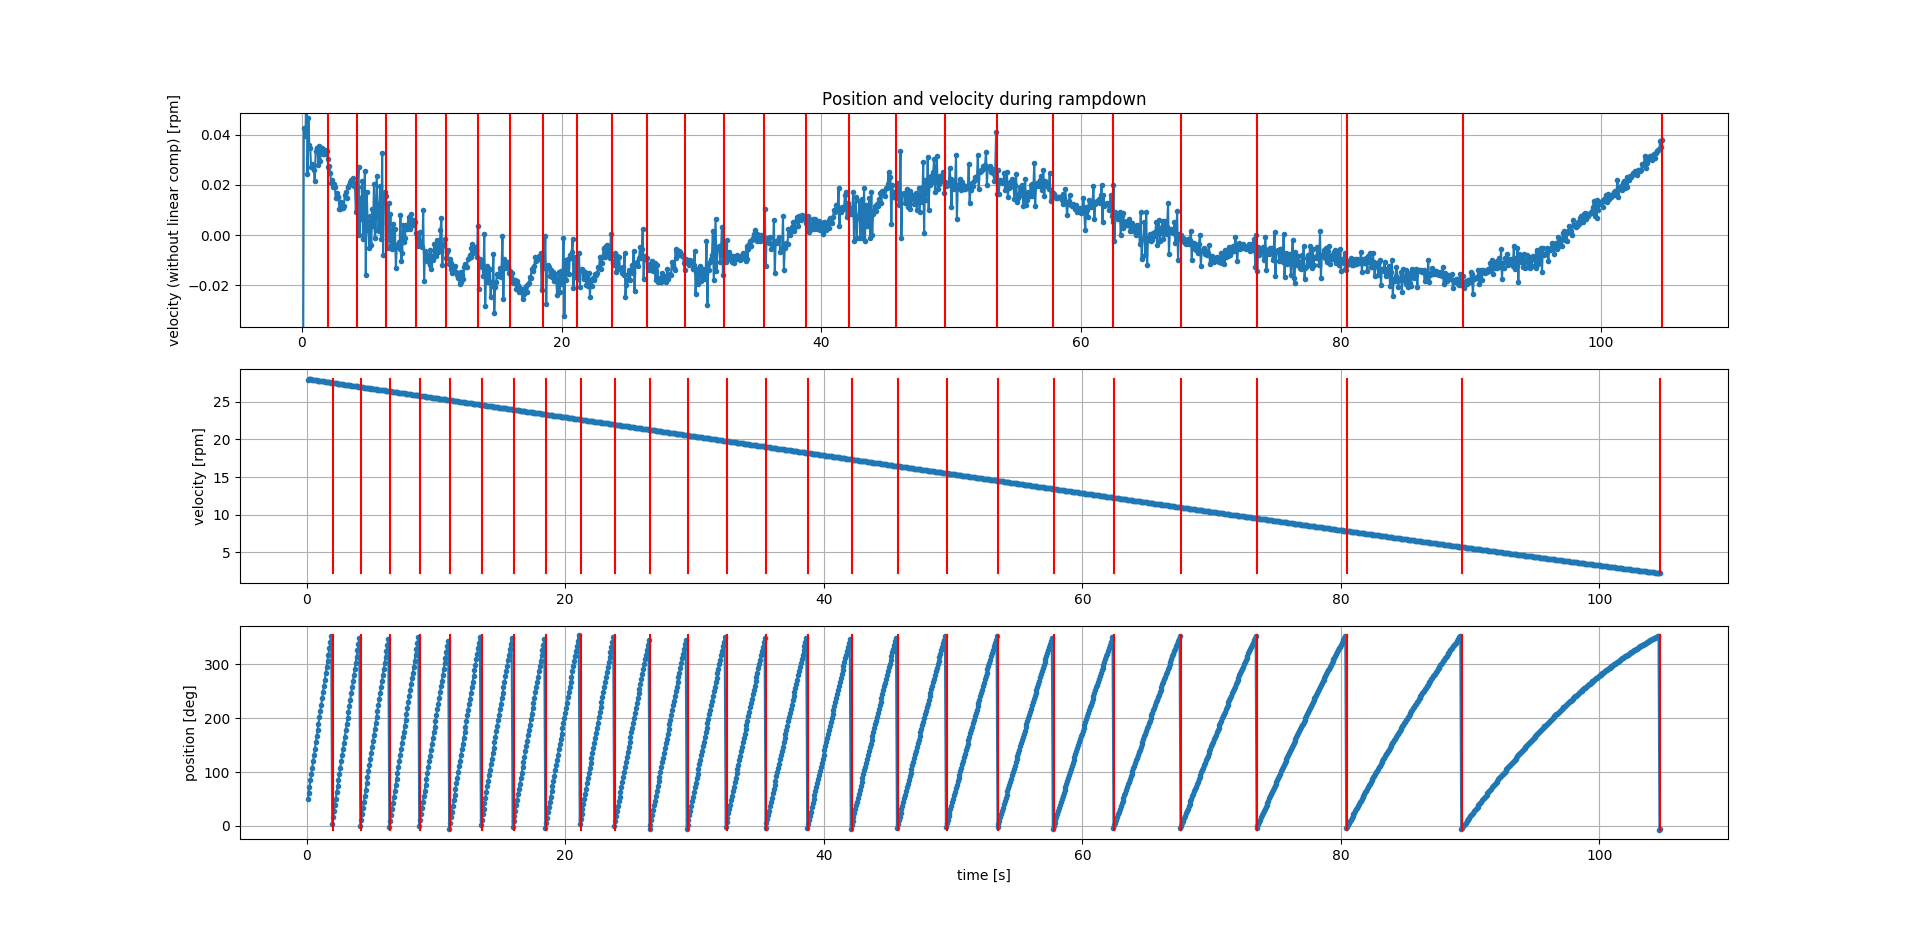 Position and velocity during rampdown
velocity (without linear comp) [rpm]
0.04
0.02
0.00
−0.02
0 20 40 60 80 100
velocity [rpm]
25
20
15
10
5
0 20 40 60 80 100
position [deg]
300
200
100
0
0 20 40 60 80 100
time [s]